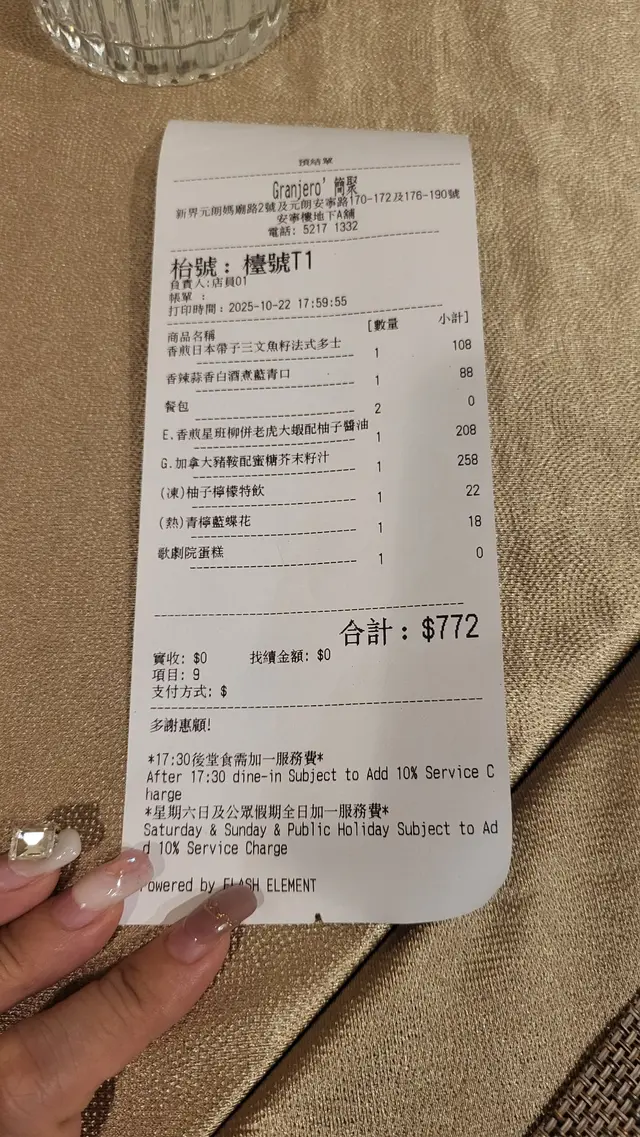 預結單
Granjero' 簡聚
新界元朗媽廟路2號及元朗安寧路170-172及176-190號
安寧樓地下A舖
電話: 5217 1332
枱號: 檯號T1
負責人:店員01
帳單 :
打印時間: 2025-10-22 17:59:55
商品名稱 [數量 小計]
香煎日本帶子三文魚籽法式多士 1 108
香辣蒜香白酒煮藍青口 1 88
餐包 2 0
E.香煎星班柳併老虎大蝦配柚子醬油 1 208
G.加拿大豬鞍配蜜糖芥末籽汁 1 258
(凍)柚子檸檬特飲 1 22
(熱)青檸藍蝶花 1 18
歌劇院蛋糕 1 0
合計: $772
實收: $0 找續金額: $0
項目: 9
支付方式: $
多謝惠顧!
*17:30後堂食需加一服務費*
After 17:30 dine-in Subject to Add 10% Service C
harge
*星期六日及公眾假期全日加一服務費*
Saturday & Sunday & Public Holiday Subject to Ad
d 10% Service Charge
Powered by FLASH ELEMENT